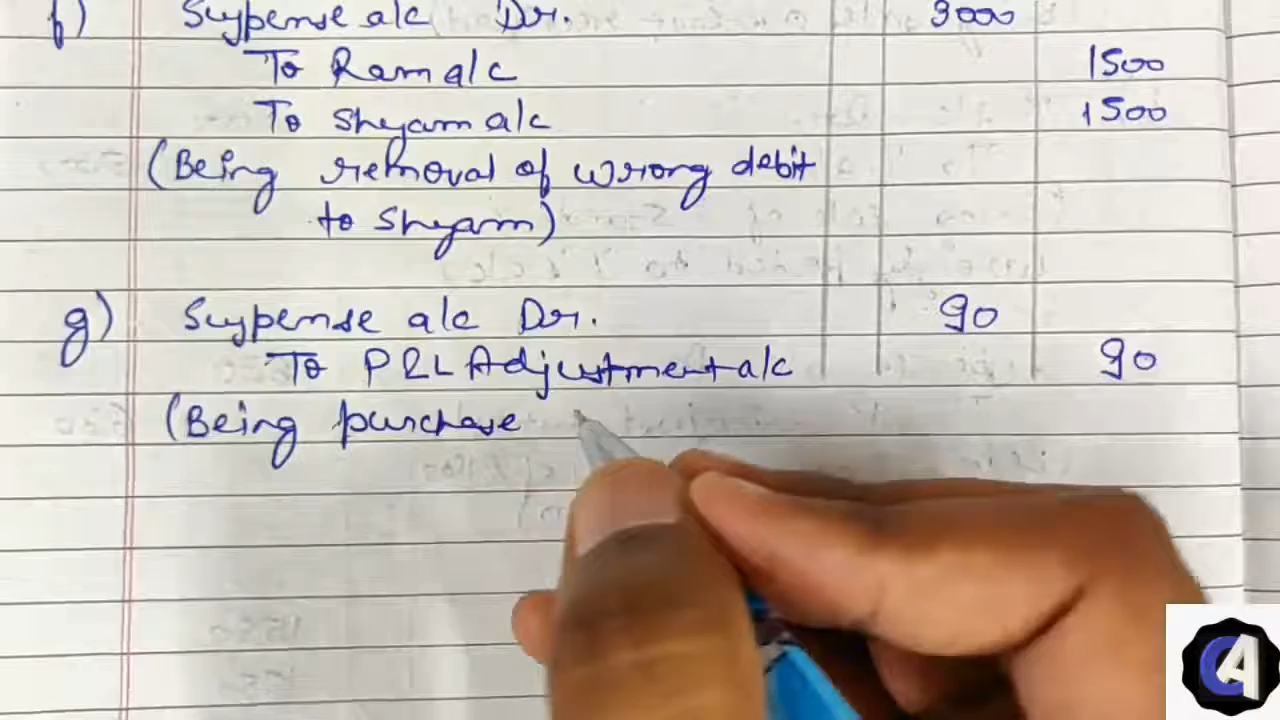 f) Suspense a/c Dr. 3000
To Ram a/c 1500
To Shyam a/c 1500
(Being removal of wrong debit
to Shyam)
g) Suspense a/c Dr. 90
To P&L Adjustment a/c 90
(Being purchase
CA